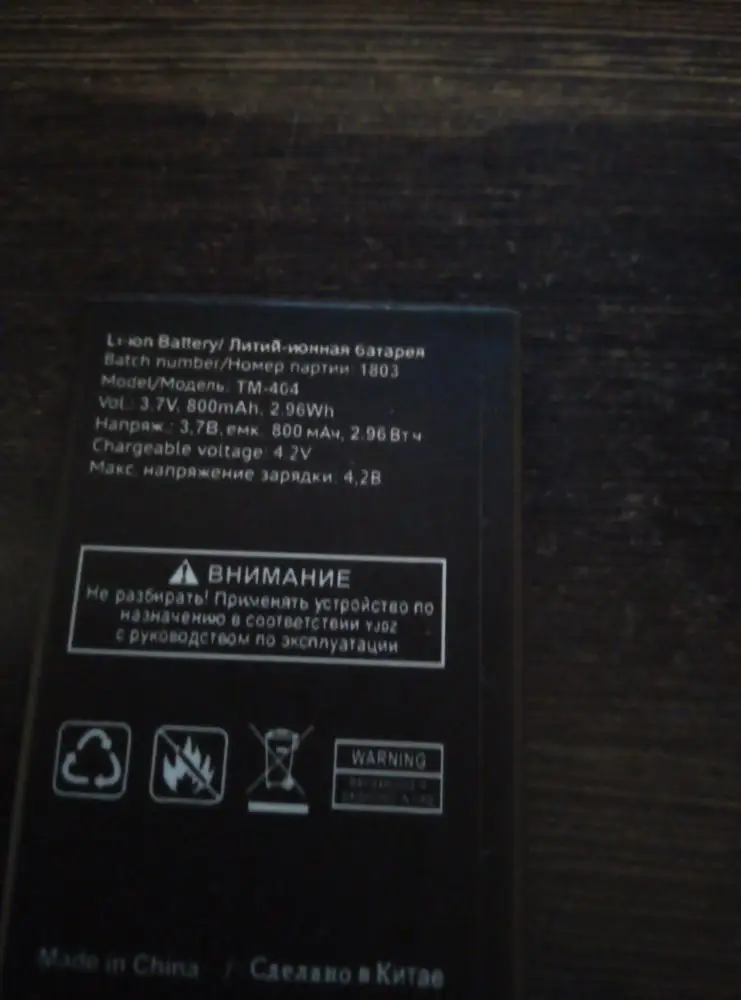 Li-ion Battery/ Литий-ионная батарея
Batch number/Номер партии: 1803
Model/Модель: TM-404
Vol.: 3.7V, 800mAh, 2.96Wh
Напряж.: 3,7В, емк. 800 мАч, 2.96 Втч
Chargeable voltage: 4.2V
Макс. напряжение зарядки: 4,2В
ВНИМАНИЕ
Не разбирать! Применять устройство по
назначению в соответствии YJSZ
с руководством по эксплуатации
WARNING
Made in China / Сделано в Китае